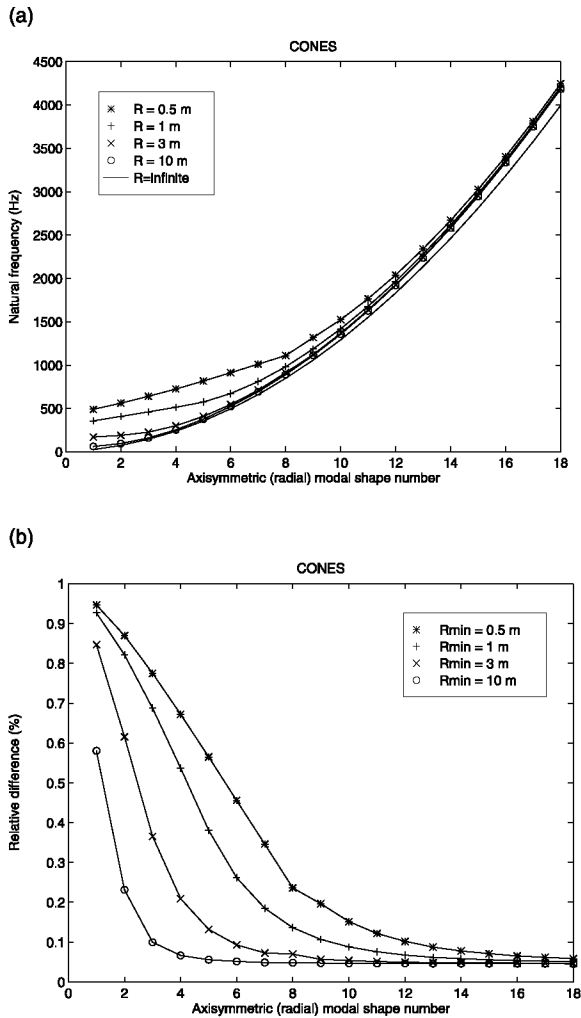 (a)
CONES
4500
4000
3500
3000
2500
2000
1500
1000
500
0
Natural frequency (Hz)
R = 0.5 m
R = 1 m
R = 3 m
R = 10 m
R=Infinite
0 2 4 6 8 10 12 14 16 18
Axisymmetric (radial) modal shape number
(b)
CONES
1
0.9
0.8
0.7
0.6
0.5
0.4
0.3
0.2
0.1
0
Relative difference (%)
Rmin = 0.5 m
Rmin = 1 m
Rmin = 3 m
Rmin = 10 m
0 2 4 6 8 10 12 14 16 18
Axisymmetric (radial) modal shape number